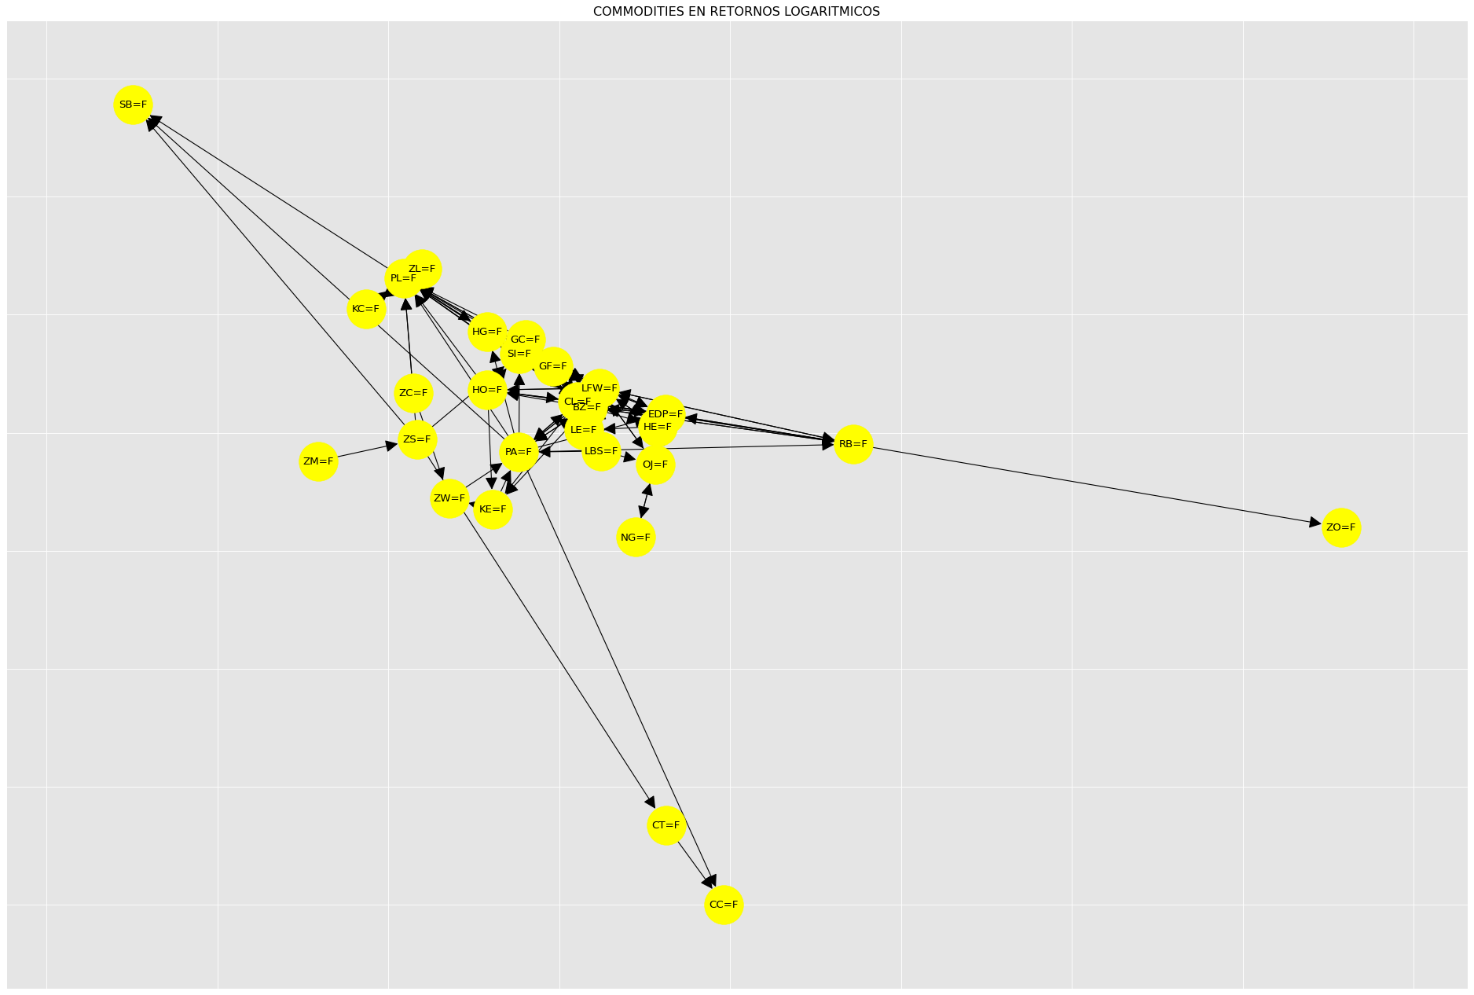 COMMODITIES EN RETORNOS LOGARITMICOS
SB=F
ZL=F
PL=F
KC=F
HG=F
GC=F
SI=F
GF=F
LFW=F
HO=F
ZC=F
CL=F
BZ=F
EDP=F
HE=F
LE=F
ZS=F
RB=F
PA=F
LBS=F
ZM=F
OJ=F
ZW=F
KE=F
ZO=F
NG=F
CT=F
CC=F